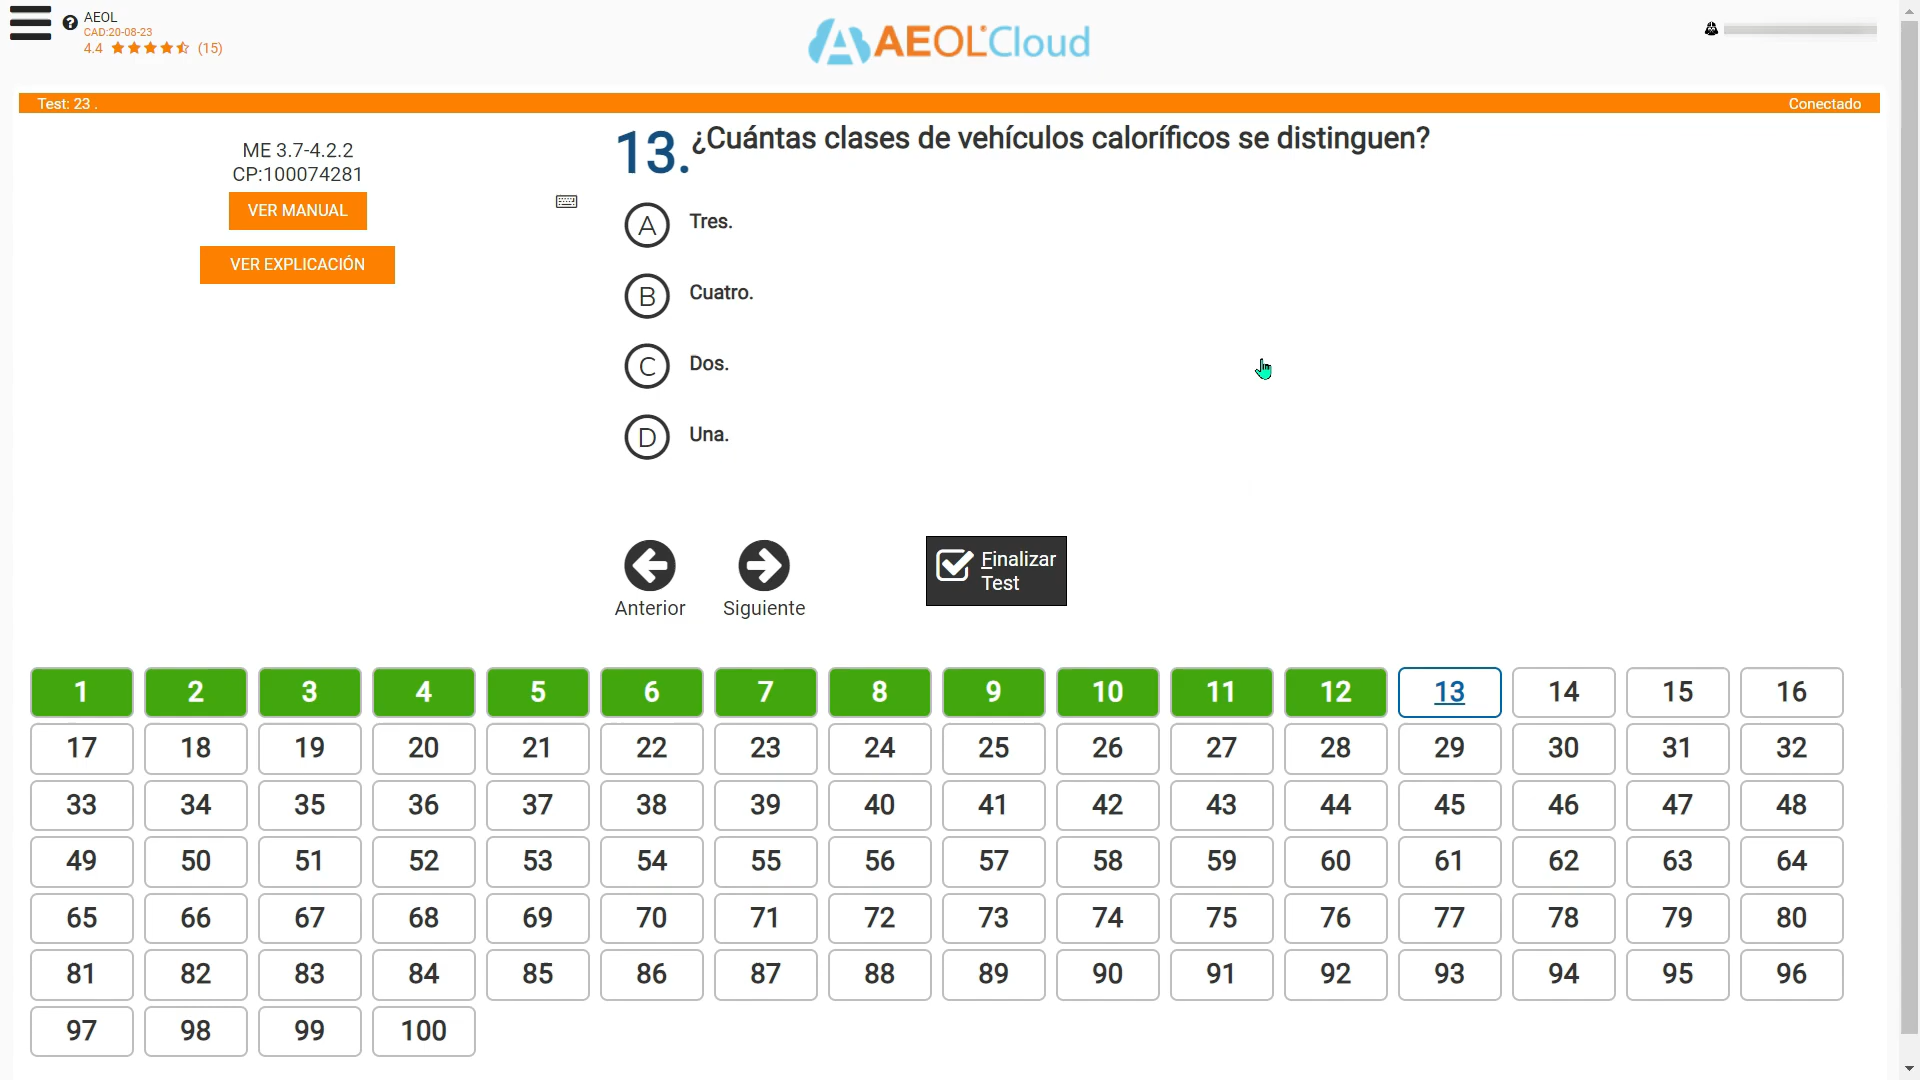 AEOL
CAD:20-08-23
4.4 (15)
AEOL Cloud
Test: 23 .
Conectado
ME 3.7-4.2.2
CP:100074281
VER MANUAL
VER EXPLICACIÓN
13. ¿Cuántas clases de vehículos caloríficos se distinguen?
A Tres.
B Cuatro.
C Dos.
D Una.
Anterior
Siguiente
Finalizar
Test
1 2 3 4 5 6 7 8 9 10 11 12 13 14 15 16
17 18 19 20 21 22 23 24 25 26 27 28 29 30 31 32
33 34 35 36 37 38 39 40 41 42 43 44 45 46 47 48
49 50 51 52 53 54 55 56 57 58 59 60 61 62 63 64
65 66 67 68 69 70 71 72 73 74 75 76 77 78 79 80
81 82 83 84 85 86 87 88 89 90 91 92 93 94 95 96
97 98 99 100